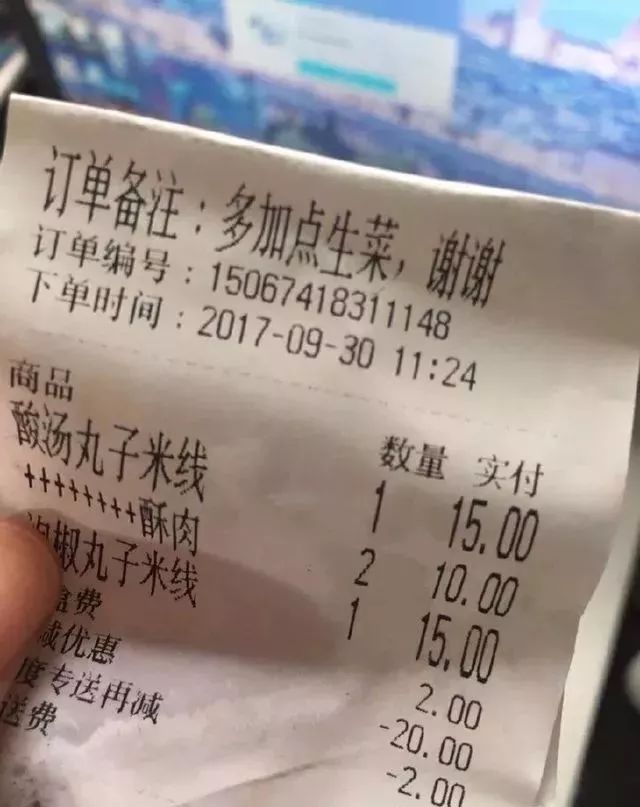 订单备注：多加点生菜，谢谢
订单编号：15067418311148
下单时间：2017-09-30 11:24
商品 数量 实付
酸汤丸子米线 1 15.00
++++++++酥肉 2 10.00
椒丸子米线 1 15.00
盒费 2.00
减优惠 -20.00
度专送再减 -2.00
送费